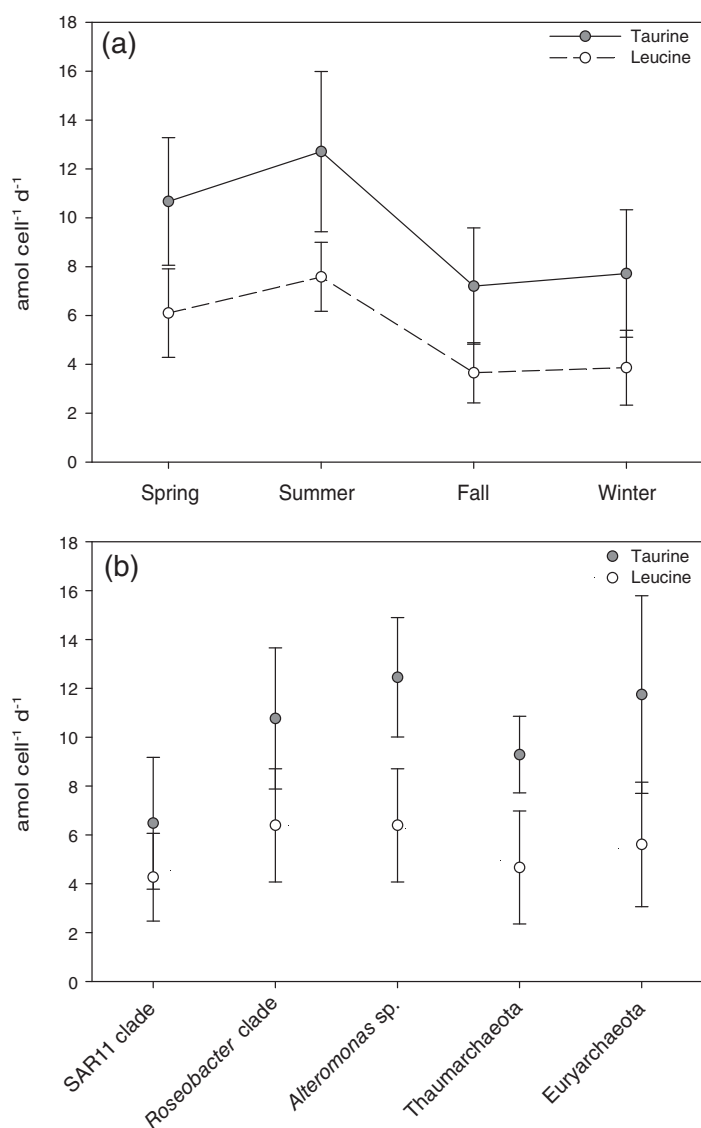 (a)
Taurine
Leucine
18
16
14
12
10
8
6
4
2
0
amol cell⁻¹ d⁻¹
Spring Summer Fall Winter
(b)
Taurine
Leucine
18
16
14
12
10
8
6
4
2
0
amol cell⁻¹ d⁻¹
SAR11 clade
Roseobacter clade
Alteromonas sp.
Thaumarchaeota
Euryarchaeota